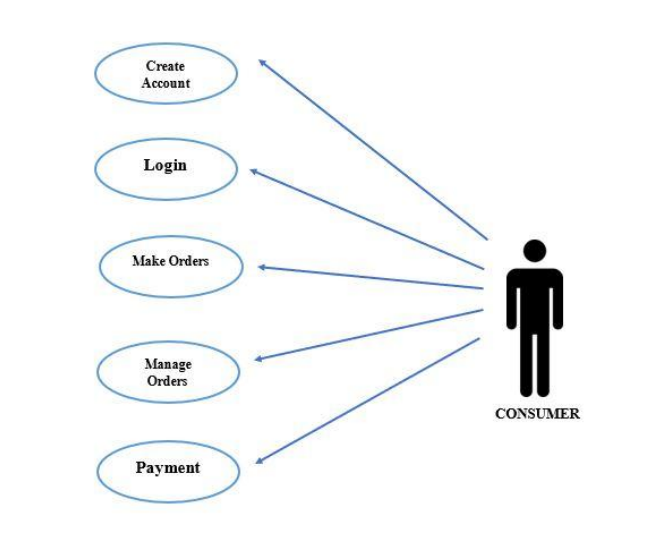 Create
Account
Login
Make Orders
Manage
Orders
Payment
CONSUMER